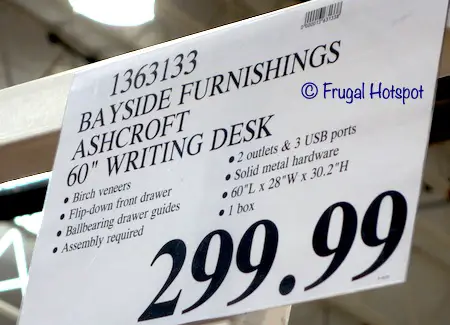 1363133
BAYSIDE FURNISHINGS
ASHCROFT
60" WRITING DESK
• Birch veneers
• Flip-down front drawer
• Ballbearing drawer guides
• Assembly required
• 2 outlets & 3 USB ports
• Solid metal hardware
• 60"L x 28"W x 30.2"H
• 1 box
299.99
© Frugal Hotspot